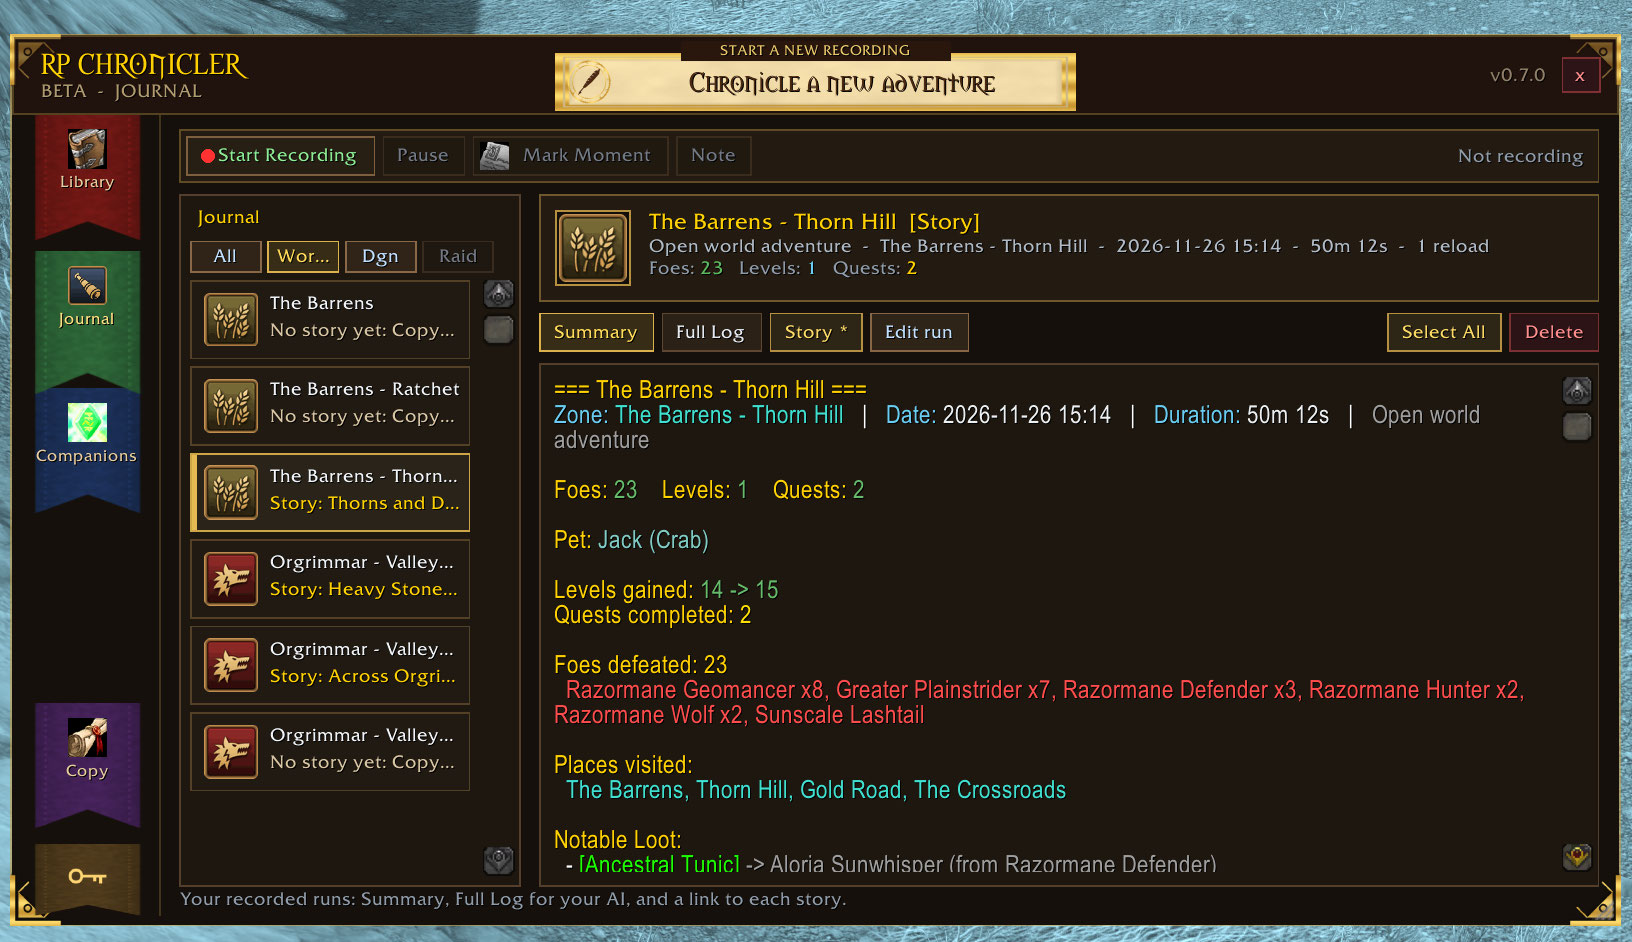 RP CHRONICLER
BETA - JOURNAL
START A NEW RECORDING
CHRONICLE A NEW ADVENTURE
v0.7.0
x
Library
Journal
Companions
Copy
Start Recording
Pause
Mark Moment
Note
Not recording
Journal
All
Wor...
Dgn
Raid
The Barrens
No story yet: Copy...
The Barrens - Ratchet
No story yet: Copy...
The Barrens - Thorn...
Story: Thorns and D...
Orgrimmar - Valley...
Story: Heavy Stone...
Orgrimmar - Valley...
Story: Across Orgri...
Orgrimmar - Valley...
No story yet: Copy...
The Barrens - Thorn Hill [Story]
Open world adventure - The Barrens - Thorn Hill - 2026-11-26 15:14 - 50m 12s - 1 reload
Foes: 23 Levels: 1 Quests: 2
Summary
Full Log
Story *
Edit run
Select All
Delete
=== The Barrens - Thorn Hill ===
Zone: The Barrens - Thorn Hill | Date: 2026-11-26 15:14 | Duration: 50m 12s | Open world
adventure
Foes: 23 Levels: 1 Quests: 2
Pet: Jack (Crab)
Levels gained: 14 -> 15
Quests completed: 2
Foes defeated: 23
Razormane Geomancer x8, Greater Plainstrider x7, Razormane Defender x3, Razormane Hunter x2,
Razormane Wolf x2, Sunscale Lashtail
Places visited:
The Barrens, Thorn Hill, Gold Road, The Crossroads
Notable Loot:
- [Ancestral Tunic] -> Aloria Sunwhisper (from Razormane Defender)
Your recorded runs: Summary, Full Log for your AI, and a link to each story.